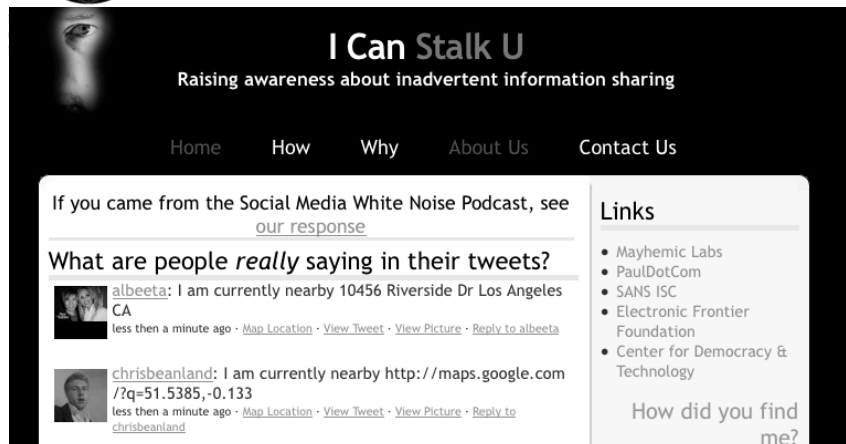 I Can Stalk U
Raising awareness about inadvertent information sharing
Home How Why About Us Contact Us
If you came from the Social Media White Noise Podcast, see
our response
What are people really saying in their tweets?
albeeta: I am currently nearby 10456 Riverside Dr Los Angeles
CA
less then a minute ago · Map Location · View Tweet · View Picture · Reply to albeeta
chrisbeanland: I am currently nearby http://maps.google.com
/?q=51.5385,-0.133
less then a minute ago · Map Location · View Tweet · View Picture · Reply to
chrisbeanland
Links
• Mayhemic Labs
• PaulDotCom
• SANS ISC
• Electronic Frontier
Foundation
• Center for Democracy &
Technology
How did you find
me?